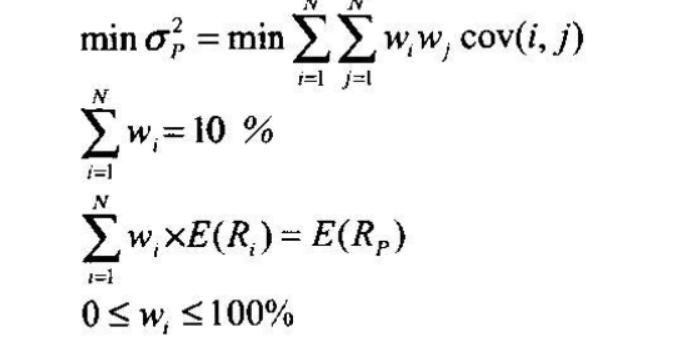 min σ_P^2 = min ∑_{i=1}^{N} ∑_{j=1}^{N} w_i w_j cov(i, j)
∑_{i=1}^{N} w_i = 10 %
∑_{i=1}^{N} w_i × E(R_i) = E(R_P)
0 ≤ w_i ≤ 100%